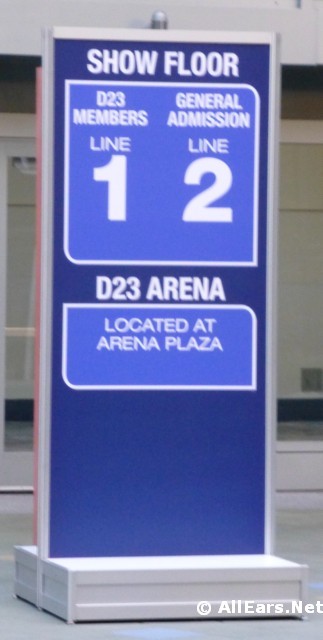 SHOW FLOOR
D23 MEMBERS
LINE
1
GENERAL ADMISSION
LINE
2
D23 ARENA
LOCATED AT
ARENA PLAZA
© AllEars.Net